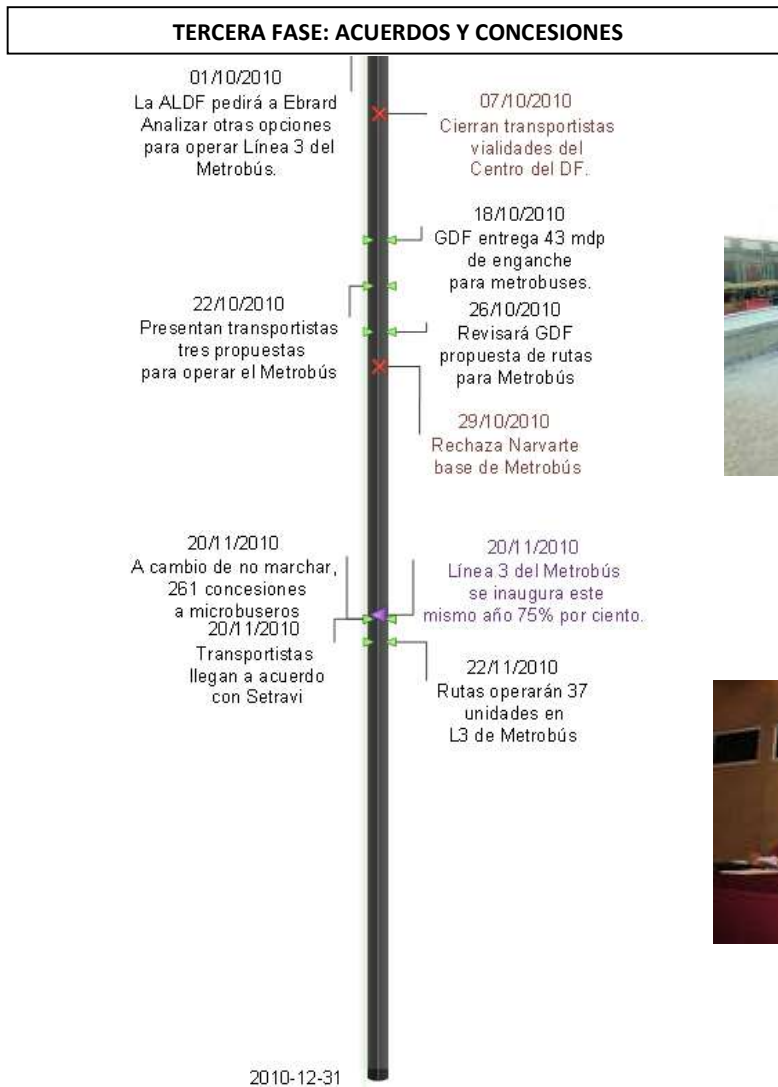 TERCERA FASE: ACUERDOS Y CONCESIONES
01/10/2010
La ALDF pedirá a Ebrard
Analizar otras opciones
para operar Línea 3 del
Metrobús.
07/10/2010
Cierran transportistas
vialidades del
Centro del DF.
18/10/2010
GDF entrega 43 mdp
de enganche
para metrobuses.
22/10/2010
Presentan transportistas
tres propuestas
para operar el Metrobús
26/10/2010
Revisará GDF
propuesta de rutas
para Metrobús
29/10/2010
Rechaza Narvarte
base de Metrobús
20/11/2010
A cambio de no marchar,
261 concesiones
a microbuseros
20/11/2010
Transportistas
llegan a acuerdo
con Setravi
20/11/2010
Línea 3 del Metrobús
se inaugura este
mismo año 75% por ciento.
22/11/2010
Rutas operarán 37
unidades en
L3 de Metrobús
2010-12-31